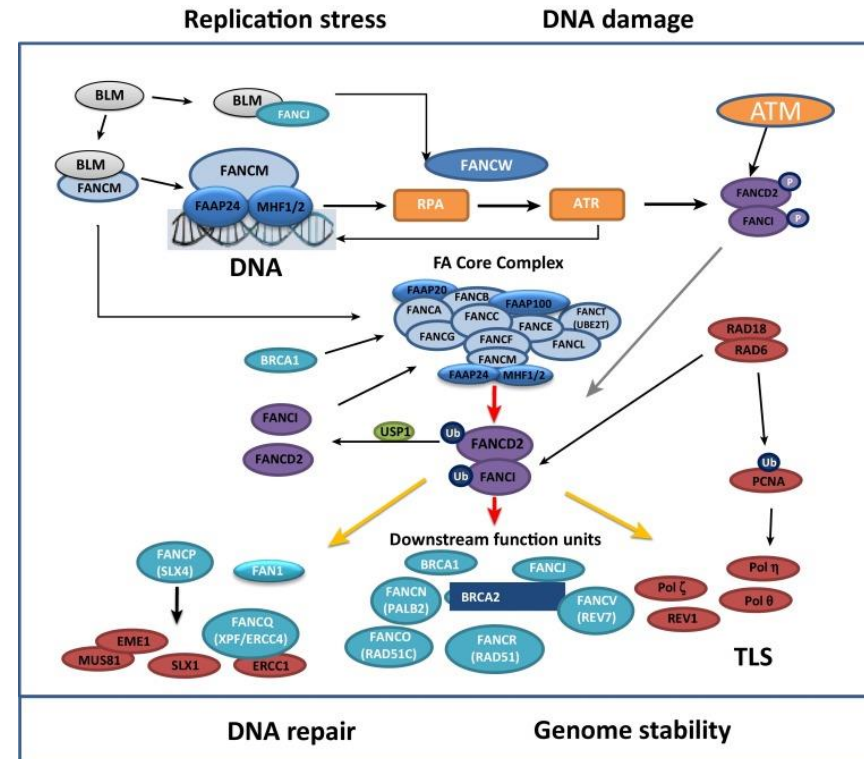 Replication stress
DNA damage
BLM
BLM
FANCJ
ATM
BLM
FANCM
FANCM
FAAP24
MHF1/2
FANCW
RPA
ATR
FANCD2
P
FANCI
P
DNA
FA Core Complex
FAAP20
FANCB
FAAP100
FANCA
FANCC
FANCT
(UBE2T)
FANCE
FANCG
FANCF
FANCL
FANCM
FAAP24
MHF1/2
BRCA1
RAD18
RAD6
FANCI
FANCD2
USP1
Ub
FANCD2
Ub
FANCI
Ub
PCNA
Downstream function units
FANCP
(SLX4)
FAN1
BRCA1
FANCJ
FANCN
(PALB2)
BRCA2
FANCV
(REV7)
Pol ζ
Pol η
Pol θ
REV1
FANCQ
(XPF/ERCC4)
EME1
MUS81
SLX1
ERCC1
FANCO
(RAD51C)
FANCR
(RAD51)
TLS
DNA repair
Genome stability